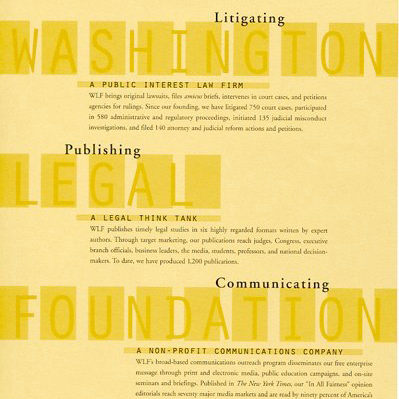 Litigating
WASHINGTON
A PUBLIC INTEREST LAW FIRM
WLF brings original lawsuits, files amicus briefs, intervenes in court cases, and petitions
agencies for rulings. Since our founding, we have litigated 750 court cases, participated
in 580 administrative and regulatory proceedings, initiated 135 judicial misconduct
investigations, and filed 140 attorney and judicial reform actions and petitions.
Publishing
LEGAL
A LEGAL THINK TANK
WLF publishes timely legal studies in six highly regarded formats written by expert
authors. Through target marketing, our publications reach judges, Congress, executive
branch officials, business leaders, the media, students, professors, and national decision-
makers. To date, we have produced 1,200 publications.
Communicating
FOUNDATION
A NON-PROFIT COMMUNICATIONS COMPANY
WLF's broad-based communications outreach program disseminates our free enterprise
message through print and electronic media, public education campaigns, and on-site
seminars and briefings. Published in The New York Times, our "In All Fairness" opinion
editorials reach seventy major media markets and are read by ninety percent of America's